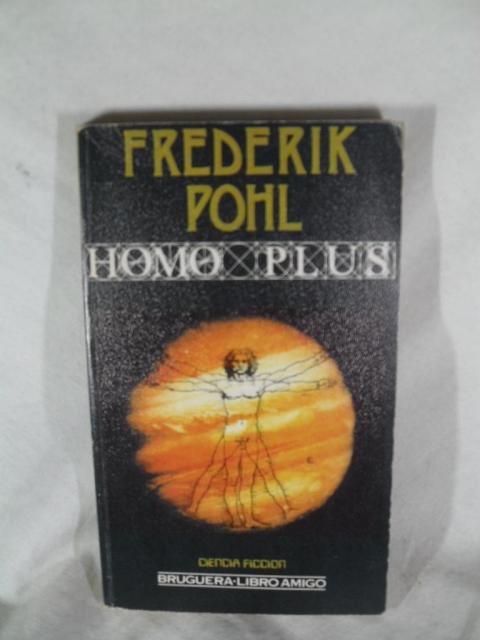 FREDERIK
POHL
HOMO PLUS
CIENCIA FICCION
BRUGUERA-LIBRO AMIGO